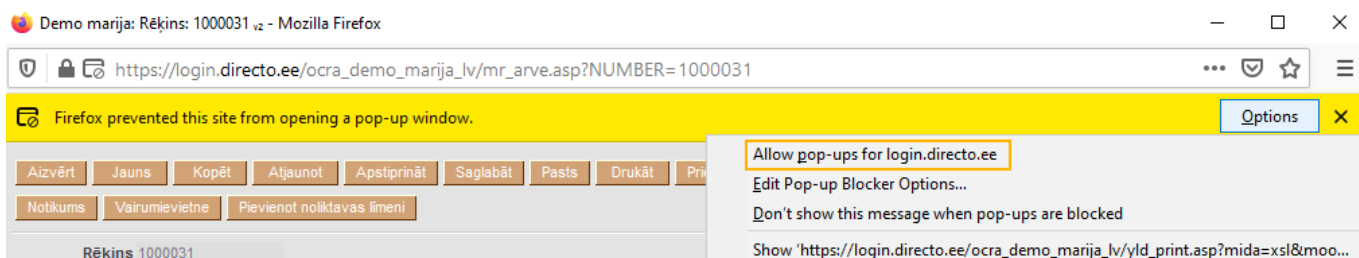 Demo marija: Rēķins: 1000031 v2 - Mozilla Firefox
https://login.directo.ee/ocra_demo_marija_lv/mr_arve.asp?NUMBER=1000031
Firefox prevented this site from opening a pop-up window. Options
Allow pop-ups for login.directo.ee
Aizvērt Jauns Kopēt Atjaunot Apstiprināt Saglabāt Pasts Drukāt
Edit Pop-up Blocker Options...
Notikums Vairumievietne Pievienot noliktavas līmeni
Don't show this message when pop-ups are blocked
Rēķins 1000031
Show 'https://login.directo.ee/ocra_demo_marija_lv/yld_print.asp?mida=xsl&moo...